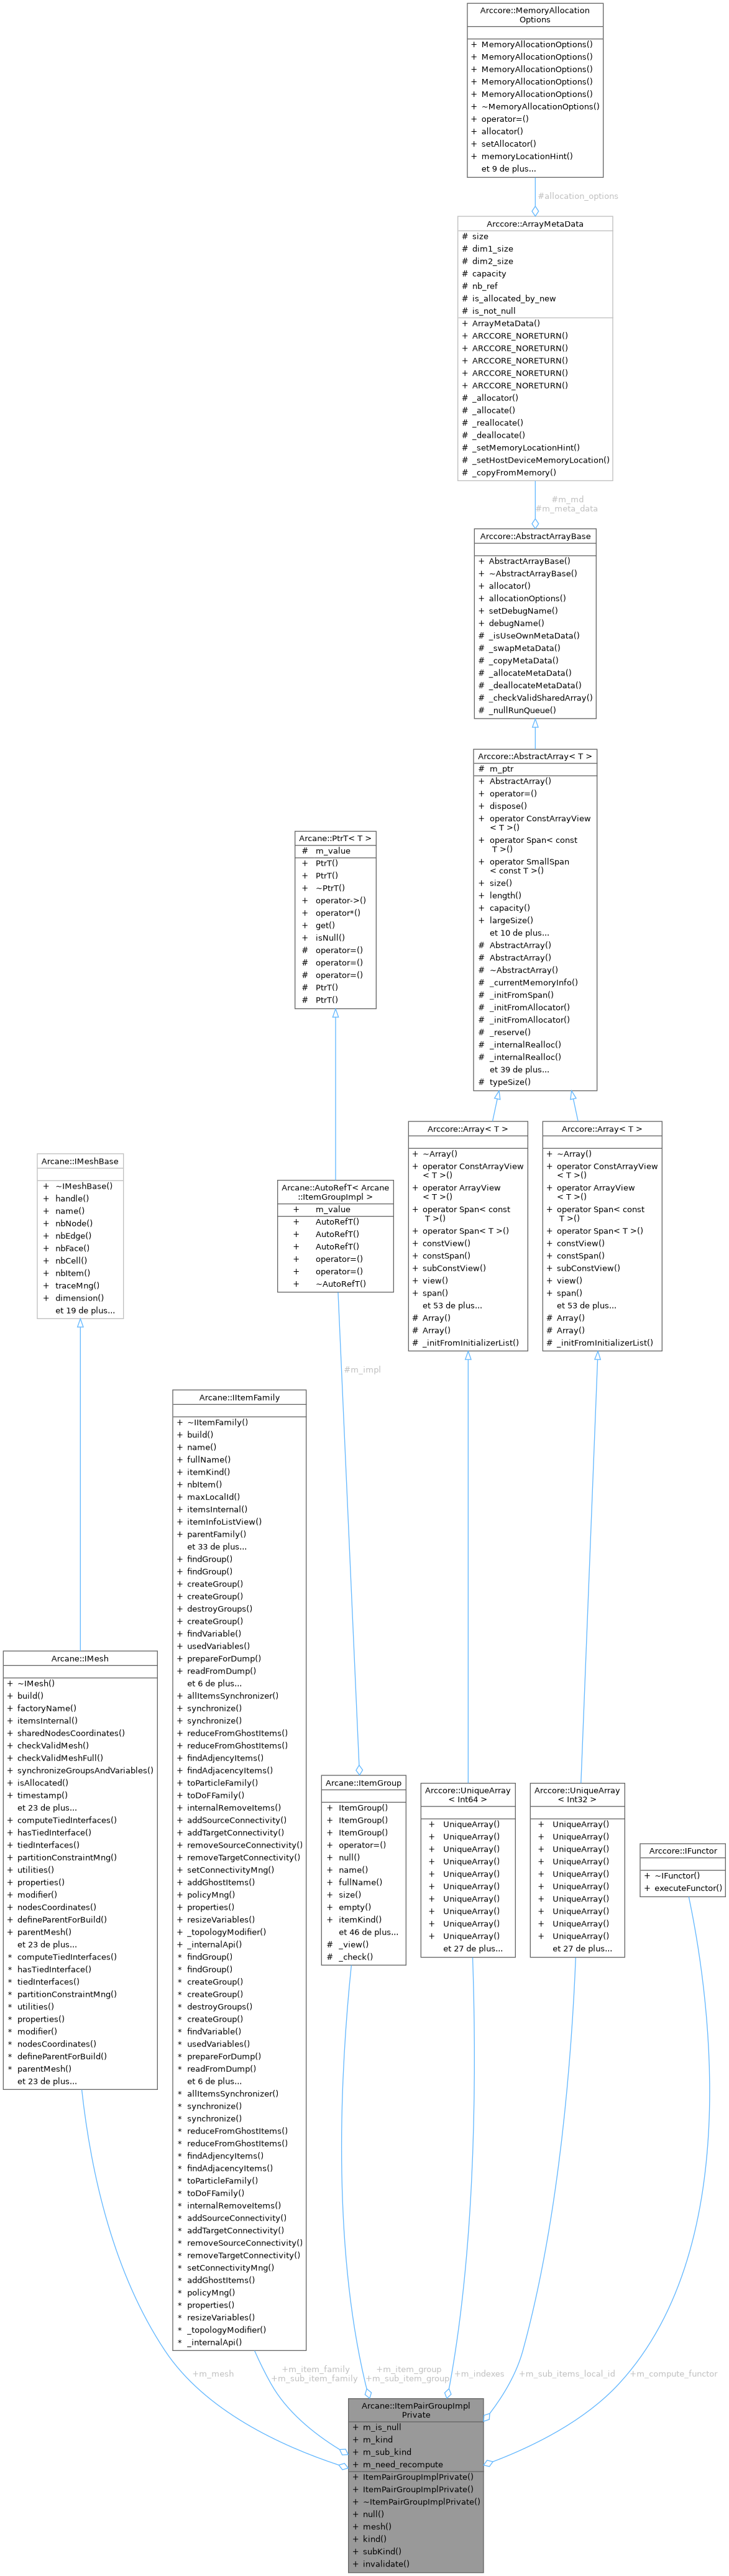 Arccore::MemoryAllocation
Options
+ MemoryAllocationOptions()
+ MemoryAllocationOptions()
+ MemoryAllocationOptions()
+ MemoryAllocationOptions()
+ MemoryAllocationOptions()
+ ~MemoryAllocationOptions()
+ operator=()
+ allocator()
+ setAllocator()
+ memoryLocationHint()
et 9 de plus...
#allocation_options
Arccore::ArrayMetaData
# size
# dim1_size
# dim2_size
# capacity
# nb_ref
# is_allocated_by_new
# is_not_null
+ ArrayMetaData()
+ ARCCORE_NORETURN()
+ ARCCORE_NORETURN()
+ ARCCORE_NORETURN()
+ ARCCORE_NORETURN()
+ ARCCORE_NORETURN()
# _allocator()
# _allocate()
# _reallocate()
# _deallocate()
# _setMemoryLocationHint()
# _setHostDeviceMemoryLocation()
# _copyFromMemory()
#m_md
#m_meta_data
Arccore::AbstractArrayBase
+ AbstractArrayBase()
+ ~AbstractArrayBase()
+ allocator()
+ allocationOptions()
+ setDebugName()
+ debugName()
# _isUseOwnMetaData()
# _swapMetaData()
# _copyMetaData()
# _allocateMetaData()
# _deallocateMetaData()
# _checkValidSharedArray()
# _nullRunQueue()
Arccore::AbstractArray< T >
# m_ptr
+ AbstractArray()
+ operator=()
+ dispose()
+ operator ConstArrayView
< T >()
+ operator Span< const
T >()
+ operator SmallSpan
< const T >()
+ size()
+ length()
+ capacity()
+ largeSize()
et 10 de plus...
# AbstractArray()
# AbstractArray()
# ~AbstractArray()
# _currentMemoryInfo()
# _initFromSpan()
# _initFromAllocator()
# _initFromAllocator()
# _reserve()
# _internalRealloc()
# _internalRealloc()
et 39 de plus...
# typeSize()
Arcane::PtrT< T >
# m_value
+ PtrT()
+ PtrT()
+ ~PtrT()
+ operator->()
+ operator*()
+ get()
+ isNull()
# operator=()
# operator=()
# operator=()
# PtrT()
# PtrT()
Arccore::Array< T >
+ ~Array()
+ operator ConstArrayView
< T >()
+ operator ArrayView
< T >()
+ operator Span< const
T >()
+ operator Span< T >()
+ constView()
+ constSpan()
+ subConstView()
+ view()
+ span()
et 53 de plus...
# Array()
# Array()
# _initFromInitializerList()
Arccore::Array< T >
+ ~Array()
+ operator ConstArrayView
< T >()
+ operator ArrayView
< T >()
+ operator Span< const
T >()
+ operator Span< T >()
+ constView()
+ constSpan()
+ subConstView()
+ view()
+ span()
et 53 de plus...
# Array()
# Array()
# _initFromInitializerList()
Arcane::IMeshBase
+ ~IMeshBase()
+ handle()
+ name()
+ nbNode()
+ nbEdge()
+ nbFace()
+ nbCell()
+ nbItem()
+ traceMng()
+ dimension()
et 19 de plus...
Arcane::AutoRefT< Arcane
::ItemGroupImpl >
+ m_value
+ AutoRefT()
+ AutoRefT()
+ AutoRefT()
+ operator=()
+ operator=()
+ ~AutoRefT()
#m_impl
Arcane::IMesh
+ ~IMesh()
+ build()
+ factoryName()
+ itemsInternal()
+ sharedNodesCoordinates()
+ checkValidMesh()
+ checkValidMeshFull()
+ synchronizeGroupsAndVariables()
+ isAllocated()
+ timestamp()
et 23 de plus...
+ computeTiedInterfaces()
+ hasTiedInterface()
+ tiedInterfaces()
+ partitionConstraintMng()
+ utilities()
+ properties()
+ modifier()
+ nodesCoordinates()
+ defineParentForBuild()
+ parentMesh()
et 23 de plus...
* computeTiedInterfaces()
* hasTiedInterface()
* tiedInterfaces()
* partitionConstraintMng()
* utilities()
* properties()
* modifier()
* nodesCoordinates()
* defineParentForBuild()
* parentMesh()
et 23 de plus...
Arcane::IItemFamily
+ ~IItemFamily()
+ build()
+ name()
+ fullName()
+ itemKind()
+ nbItem()
+ maxLocalId()
+ itemsInternal()
+ itemInfoListView()
+ parentFamily()
et 33 de plus...
+ findGroup()
+ findGroup()
+ createGroup()
+ createGroup()
+ destroyGroups()
+ createGroup()
+ findVariable()
+ usedVariables()
+ prepareForDump()
+ readFromDump()
et 6 de plus...
+ allItemsSynchronizer()
+ synchronize()
+ synchronize()
+ reduceFromGhostItems()
+ reduceFromGhostItems()
+ findAdjencyItems()
+ findAdjacencyItems()
+ toParticleFamily()
+ toDoFFamily()
+ internalRemoveItems()
+ addSourceConnectivity()
+ addTargetConnectivity()
+ removeSourceConnectivity()
+ removeTargetConnectivity()
+ setConnectivityMng()
+ addGhostItems()
+ policyMng()
+ properties()
+ resizeVariables()
+ _topologyModifier()
+ _internalApi()
* findGroup()
* findGroup()
* createGroup()
* createGroup()
* destroyGroups()
* createGroup()
* findVariable()
* usedVariables()
* prepareForDump()
* readFromDump()
et 6 de plus...
* allItemsSynchronizer()
* synchronize()
* synchronize()
* reduceFromGhostItems()
* reduceFromGhostItems()
* findAdjencyItems()
* findAdjacencyItems()
* toParticleFamily()
* toDoFFamily()
* internalRemoveItems()
* addSourceConnectivity()
* addTargetConnectivity()
* removeSourceConnectivity()
* removeTargetConnectivity()
* setConnectivityMng()
* addGhostItems()
* policyMng()
* properties()
* resizeVariables()
* _topologyModifier()
* _internalApi()
Arcane::ItemGroup
+ ItemGroup()
+ ItemGroup()
+ ItemGroup()
+ operator=()
+ null()
+ name()
+ fullName()
+ size()
+ empty()
+ itemKind()
et 46 de plus...
# _view()
# _check()
Arccore::UniqueArray
< Int64 >
+ UniqueArray()
+ UniqueArray()
+ UniqueArray()
+ UniqueArray()
+ UniqueArray()
+ UniqueArray()
+ UniqueArray()
+ UniqueArray()
+ UniqueArray()
+ UniqueArray()
et 27 de plus...
Arccore::UniqueArray
< Int32 >
+ UniqueArray()
+ UniqueArray()
+ UniqueArray()
+ UniqueArray()
+ UniqueArray()
+ UniqueArray()
+ UniqueArray()
+ UniqueArray()
+ UniqueArray()
+ UniqueArray()
et 27 de plus...
Arccore::IFunctor
+ ~IFunctor()
+ executeFunctor()
+m_mesh
+m_item_family
+m_sub_item_family
+m_item_group
+m_sub_item_group
+m_indexes
+m_sub_items_local_id
+m_compute_functor
Arcane::ItemPairGroupImpl
Private
+ m_is_null
+ m_kind
+ m_sub_kind
+ m_need_recompute
+ ItemPairGroupImplPrivate()
+ ItemPairGroupImplPrivate()
+ ~ItemPairGroupImplPrivate()
+ null()
+ mesh()
+ kind()
+ subKind()
+ invalidate()